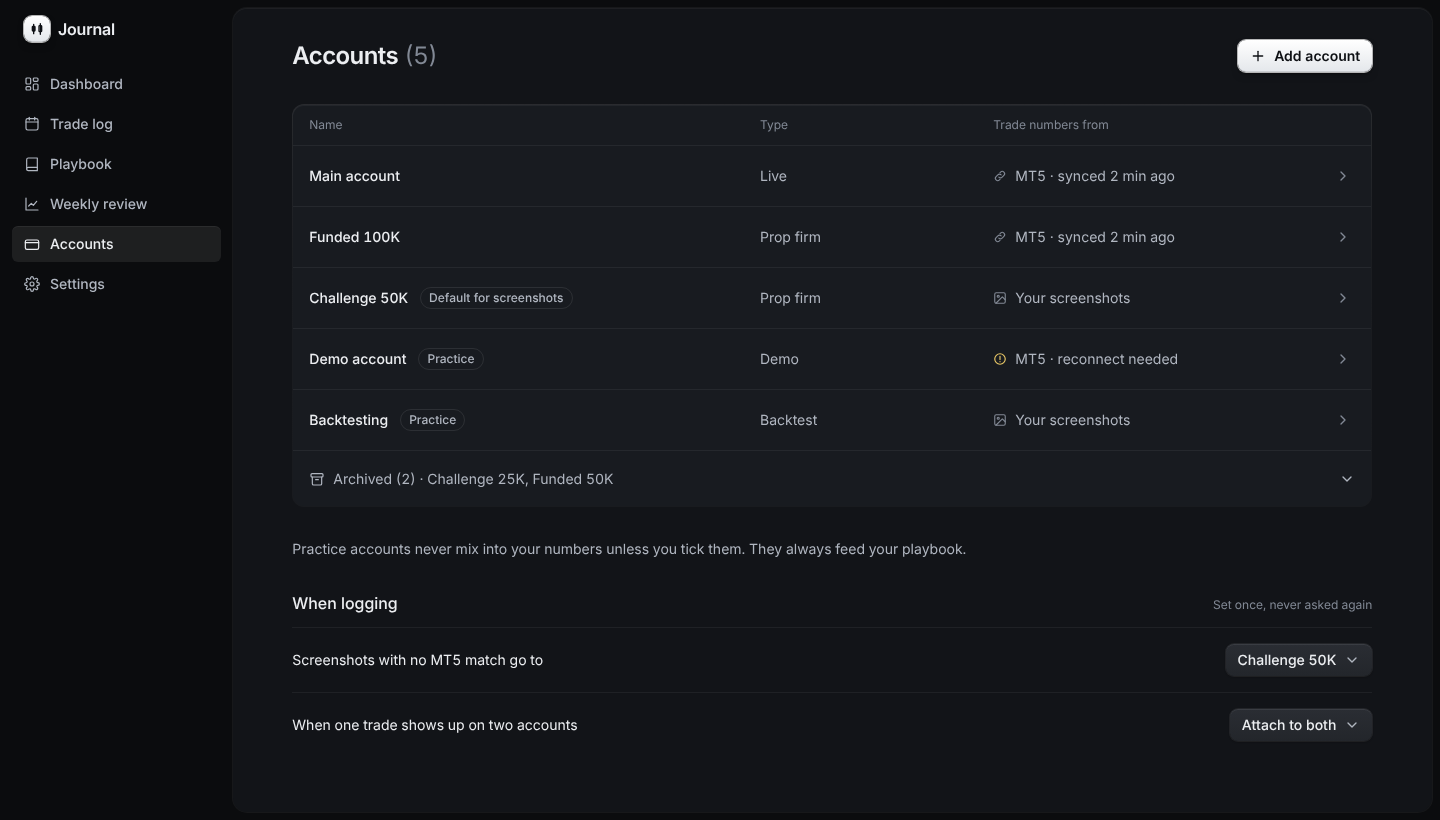 Journal
Dashboard
Trade log
Playbook
Weekly review
Accounts
Settings
Accounts (5)
Add account
Name Type Trade numbers from
Main account Live MT5 · synced 2 min ago
Funded 100K Prop firm MT5 · synced 2 min ago
Challenge 50K Default for screenshots Prop firm Your screenshots
Demo account Practice Demo MT5 · reconnect needed
Backtesting Practice Backtest Your screenshots
Archived (2) · Challenge 25K, Funded 50K
Practice accounts never mix into your numbers unless you tick them. They always feed your playbook.
When logging Set once, never asked again
Screenshots with no MT5 match go to Challenge 50K
When one trade shows up on two accounts Attach to both